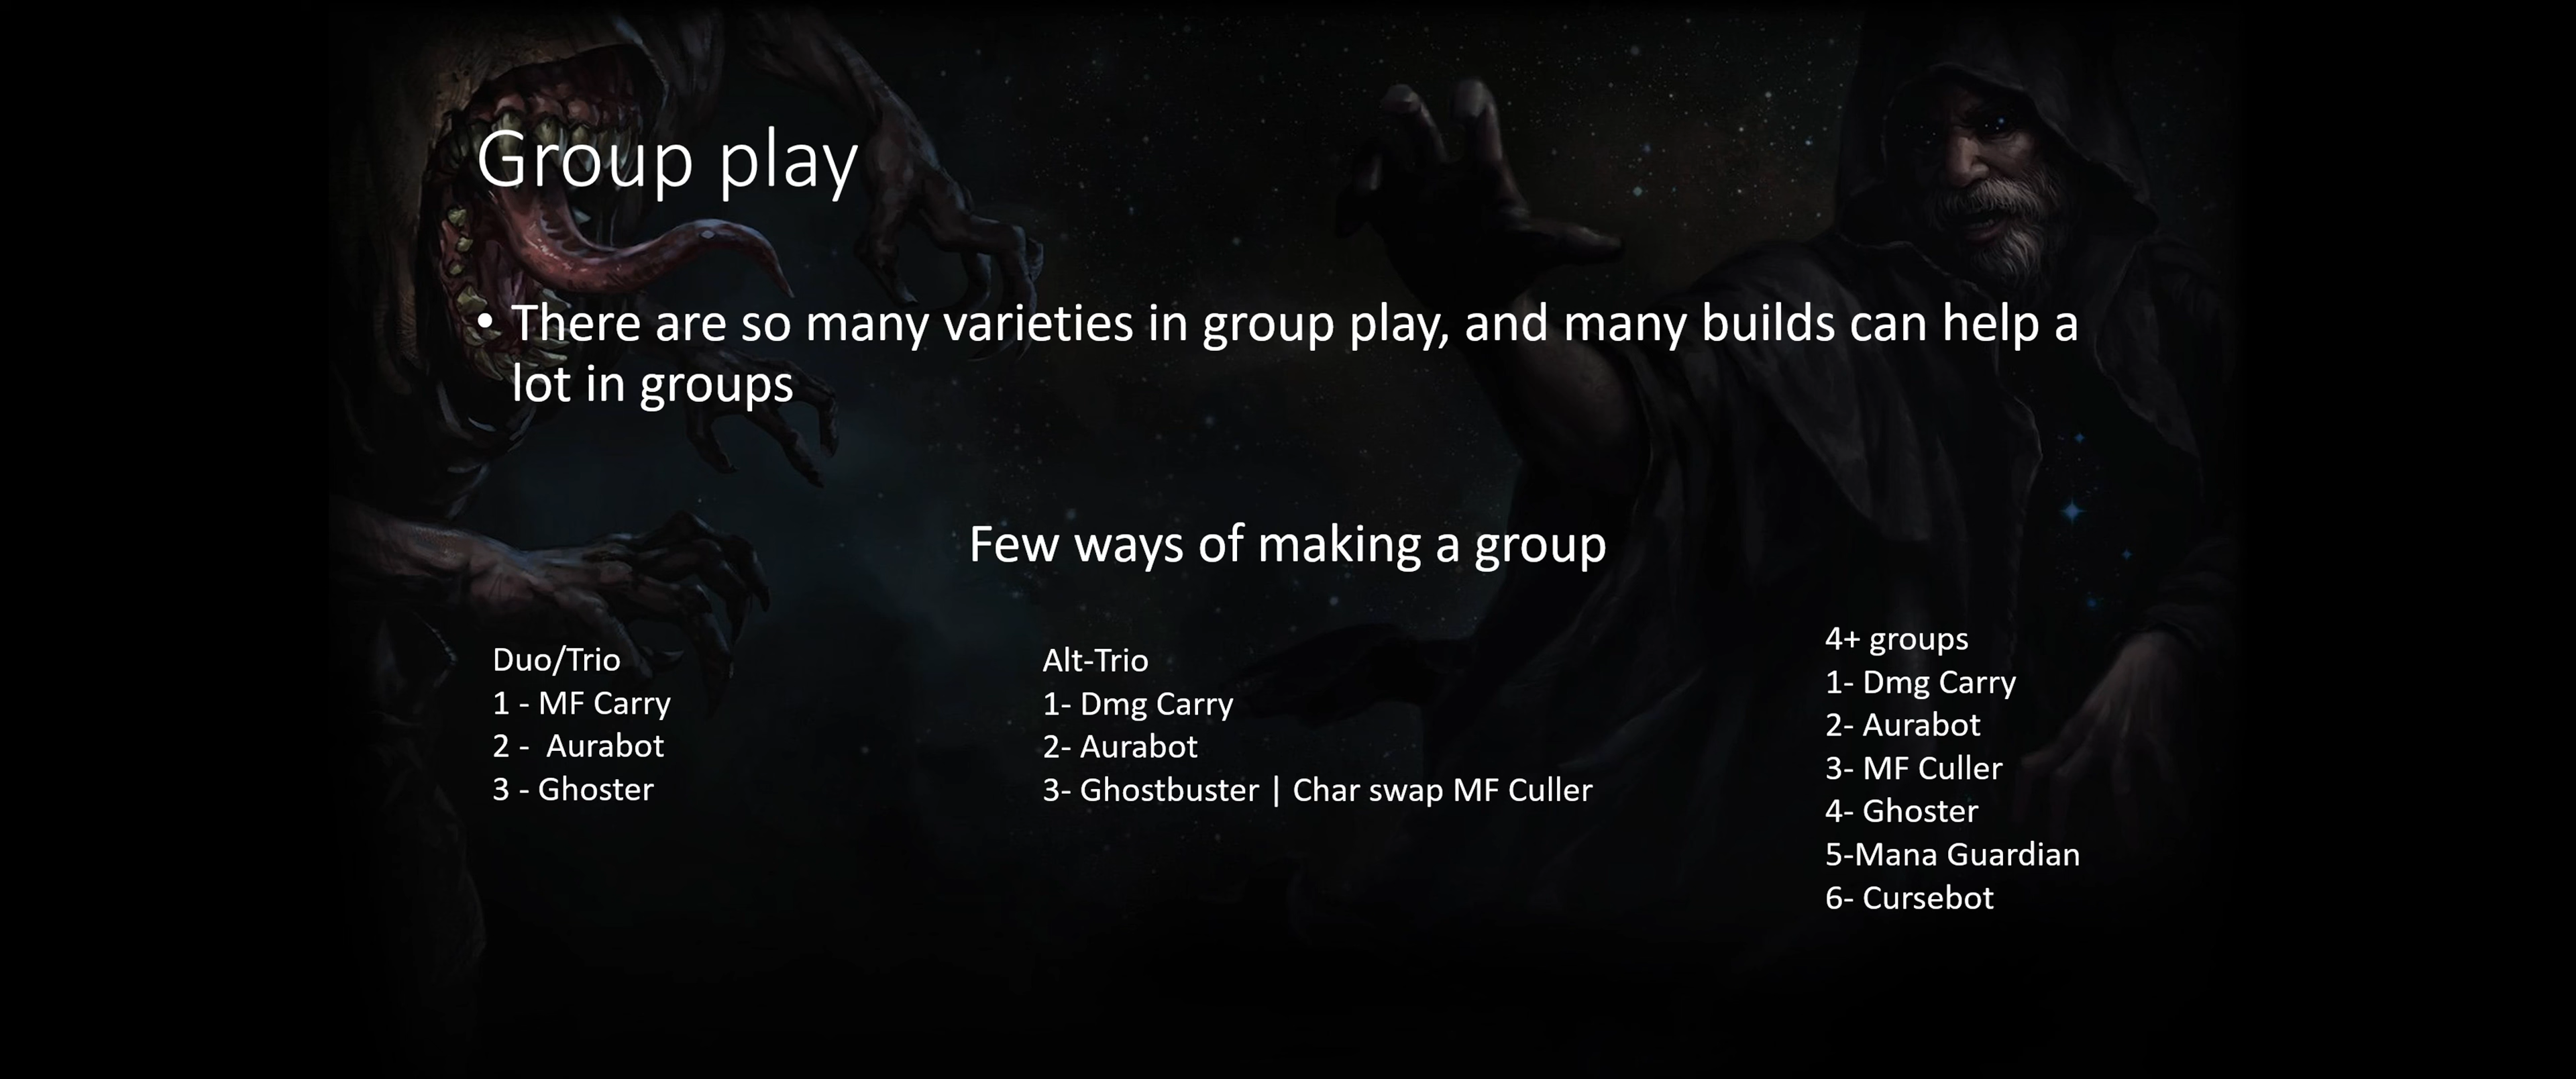 Group play
• There are so many varieties in group play, and many builds can help a
lot in groups
Few ways of making a group
Duo/Trio
1 - MF Carry
2 -  Aurabot
3 - Ghoster
Alt-Trio
1- Dmg Carry
2- Aurabot
3- Ghostbuster | Char swap MF Culler
4+ groups
1- Dmg Carry
2- Aurabot
3- MF Culler
4- Ghoster
5-Mana Guardian
6- Cursebot